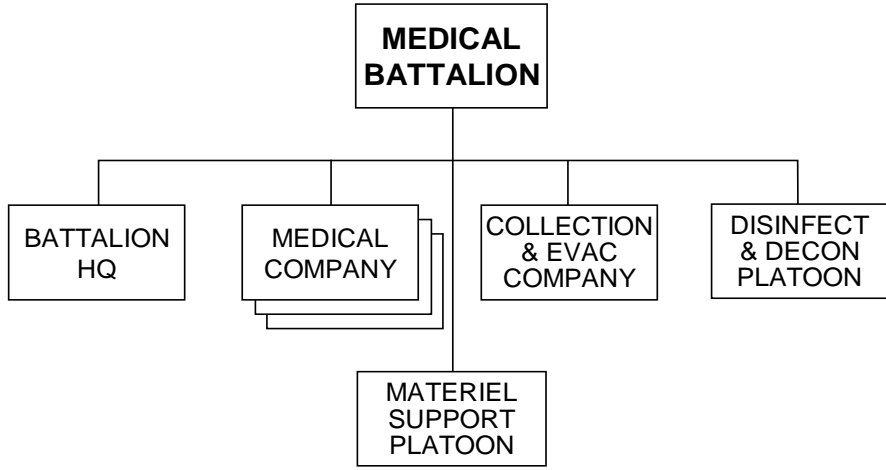 MEDICAL
BATTALION
BATTALION
HQ
MEDICAL
COMPANY
COLLECTION
& EVAC
COMPANY
DISINFECT
& DECON
PLATOON
MATERIEL
SUPPORT
PLATOON